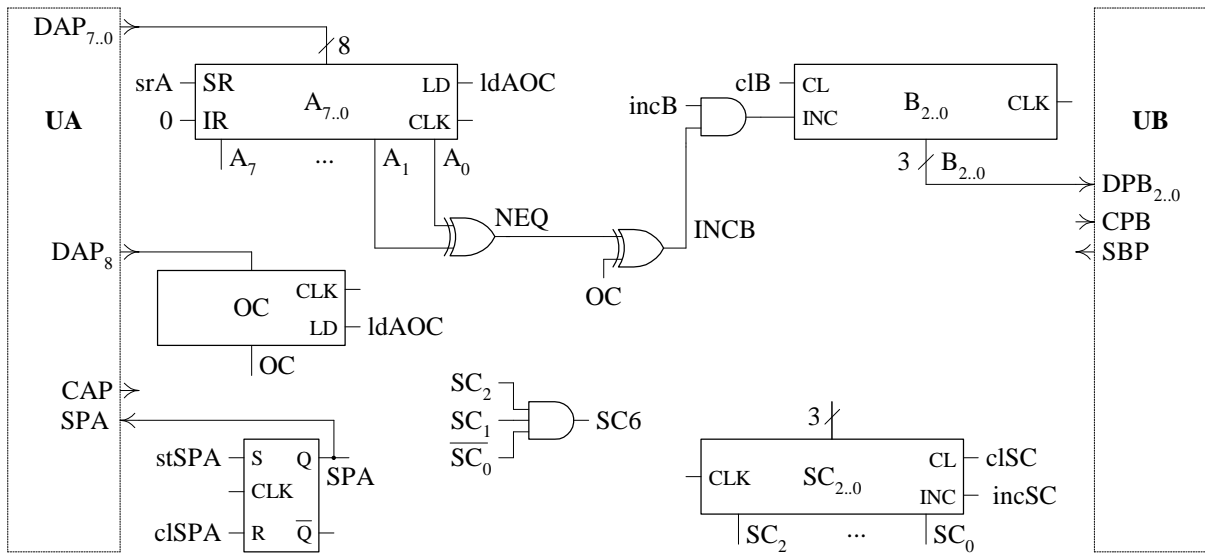 DAP₇..₀
8
srA
SR
LD
ldAOC
A₇..₀
0
IR
CLK
UA
A₇
...
A₁
A₀
incB
clB
CL
B₂..₀
CLK
INC
UB
3
B₂..₀
DPB₂..₀
NEQ
INCB
CPB
SBP
OC
DAP₈
CLK
OC
LD
ldAOC
OC
CAP
SPA
SC₂
SC₁
S̅C̅₀̅
SC6
3
stSPA
S
Q
SPA
CLK
clSPA
R
Q̅
CLK
SC₂..₀
CL
clSC
INC
incSC
SC₂
...
SC₀